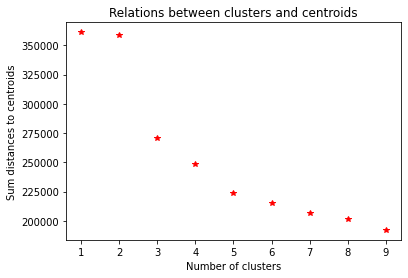 Relations between clusters and centroids
Sum distances to centroids
350000
325000
300000
275000
250000
225000
200000
1 2 3 4 5 6 7 8 9
Number of clusters